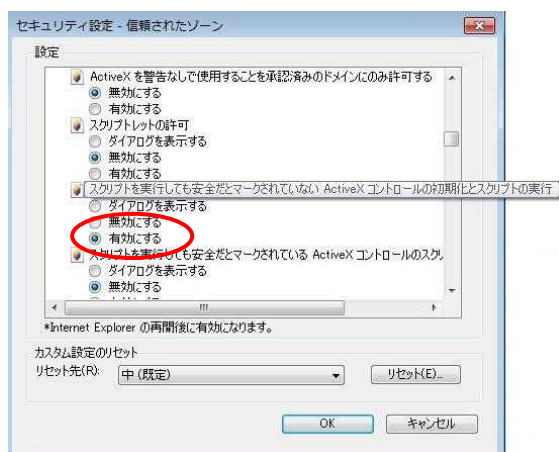 セキュリティ設定 - 信頼されたゾーン
設定
ActiveX を警告なしで使用することを承認済みのドメインにのみ許可する
無効にする
有効にする
スクリプトレットの許可
ダイアログを表示する
無効にする
有効にする
スクリプトを実行しても安全だとマークされていない ActiveX コントロールの初期化とスクリプトの実行
ダイアログを表示する
無効にする
有効にする
スクリプトを実行しても安全だとマークされている ActiveX コントロールのスク
ダイアログを表示する
無効にする
*Internet Explorer の再開後に有効になります。
カスタム設定のリセット
リセット先(R):
中 (既定)
リセット(E)...
OK
キャンセル